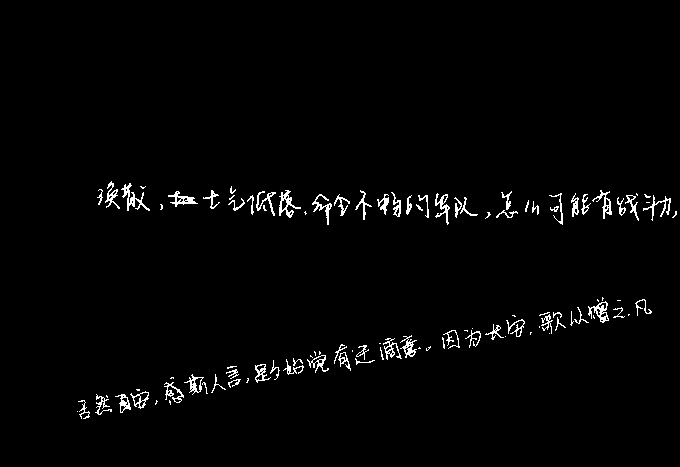 涣散，士气低落、命令不畅的军队，怎么可能有战斗力，
恬然自安，感斯人言，是夕始觉有迁谪意。因为长句，歌以赠之，凡